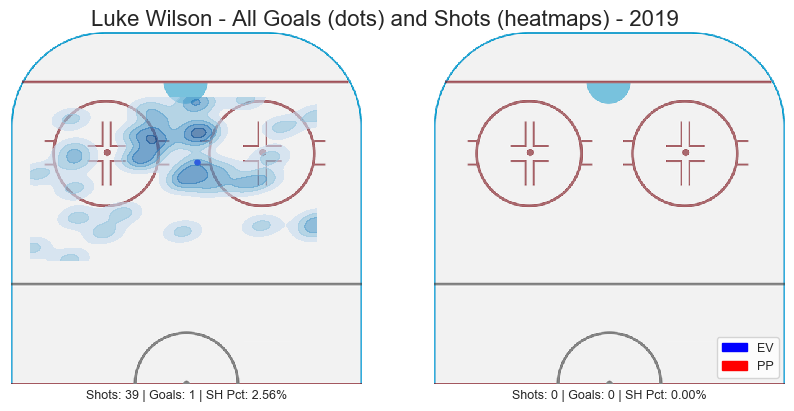 Luke Wilson - All Goals (dots) and Shots (heatmaps) - 2019
EV
PP
Shots: 39 | Goals: 1 | SH Pct: 2.56%
Shots: 0 | Goals: 0 | SH Pct: 0.00%